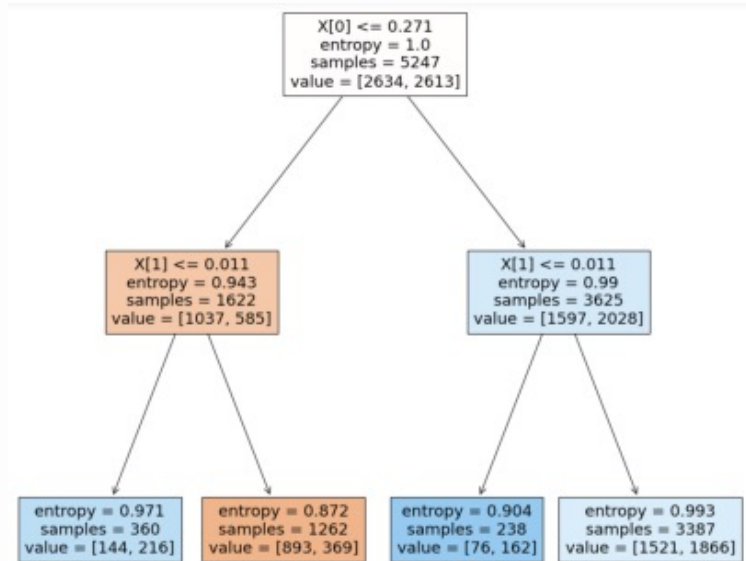 X[0] <= 0.271
entropy = 1.0
samples = 5247
value = [2634, 2613]
X[1] <= 0.011
entropy = 0.943
samples = 1622
value = [1037, 585]
X[1] <= 0.011
entropy = 0.99
samples = 3625
value = [1597, 2028]
entropy = 0.971
samples = 360
value = [144, 216]
entropy = 0.872
samples = 1262
value = [893, 369]
entropy = 0.904
samples = 238
value = [76, 162]
entropy = 0.993
samples = 3387
value = [1521, 1866]